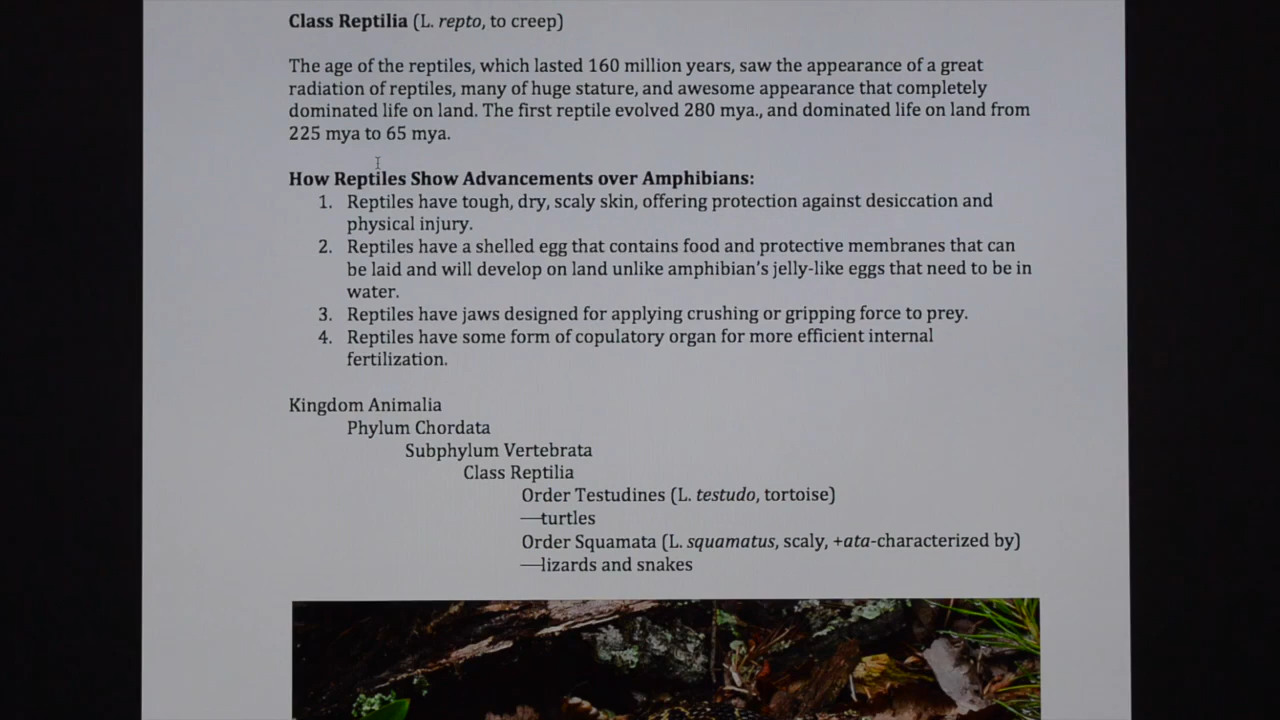 Class Reptilia (L. repto, to creep)
The age of the reptiles, which lasted 160 million years, saw the appearance of a great
radiation of reptiles, many of huge stature, and awesome appearance that completely
dominated life on land. The first reptile evolved 280 mya., and dominated life on land from
225 mya to 65 mya.
How Reptiles Show Advancements over Amphibians:
1. Reptiles have tough, dry, scaly skin, offering protection against desiccation and
physical injury.
2. Reptiles have a shelled egg that contains food and protective membranes that can
be laid and will develop on land unlike amphibian's jelly-like eggs that need to be in
water.
3. Reptiles have jaws designed for applying crushing or gripping force to prey.
4. Reptiles have some form of copulatory organ for more efficient internal
fertilization.
Kingdom Animalia
Phylum Chordata
Subphylum Vertebrata
Class Reptilia
Order Testudines (L. testudo, tortoise)
—turtles
Order Squamata (L. squamatus, scaly, +ata-characterized by)
—lizards and snakes